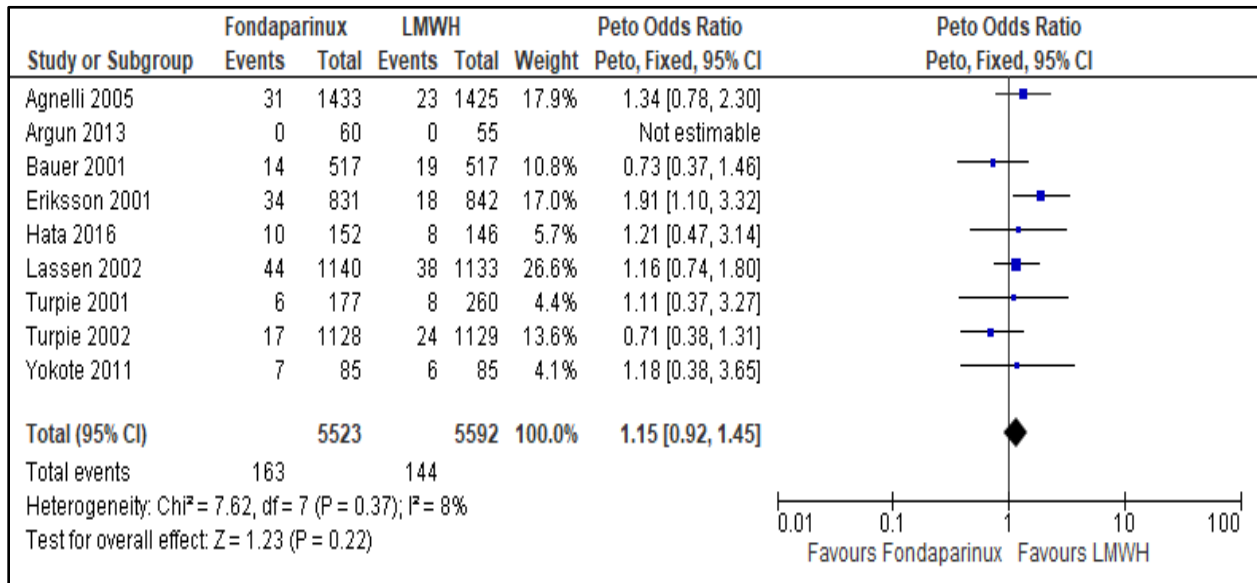 Fondaparinux LMWH Peto Odds Ratio Peto Odds Ratio
Study or Subgroup Events Total Events Total Weight Peto, Fixed, 95% CI Peto, Fixed, 95% CI
Agnelli 2005 31 1433 23 1425 17.9% 1.34 [0.78, 2.30]
Argun 2013 0 60 0 55 Not estimable
Bauer 2001 14 517 19 517 10.8% 0.73 [0.37, 1.46]
Eriksson 2001 34 831 18 842 17.0% 1.91 [1.10, 3.32]
Hata 2016 10 152 8 146 5.7% 1.21 [0.47, 3.14]
Lassen 2002 44 1140 38 1133 26.6% 1.16 [0.74, 1.80]
Turpie 2001 6 177 8 260 4.4% 1.11 [0.37, 3.27]
Turpie 2002 17 1128 24 1129 13.6% 0.71 [0.38, 1.31]
Yokote 2011 7 85 6 85 4.1% 1.18 [0.38, 3.65]
Total (95% CI) 5523 5592 100.0% 1.15 [0.92, 1.45]
Total events 163 144
Heterogeneity: Chi² = 7.62, df = 7 (P = 0.37); I² = 8%
Test for overall effect: Z = 1.23 (P = 0.22)
0.01 0.1 1 10 100
Favours Fondaparinux Favours LMWH